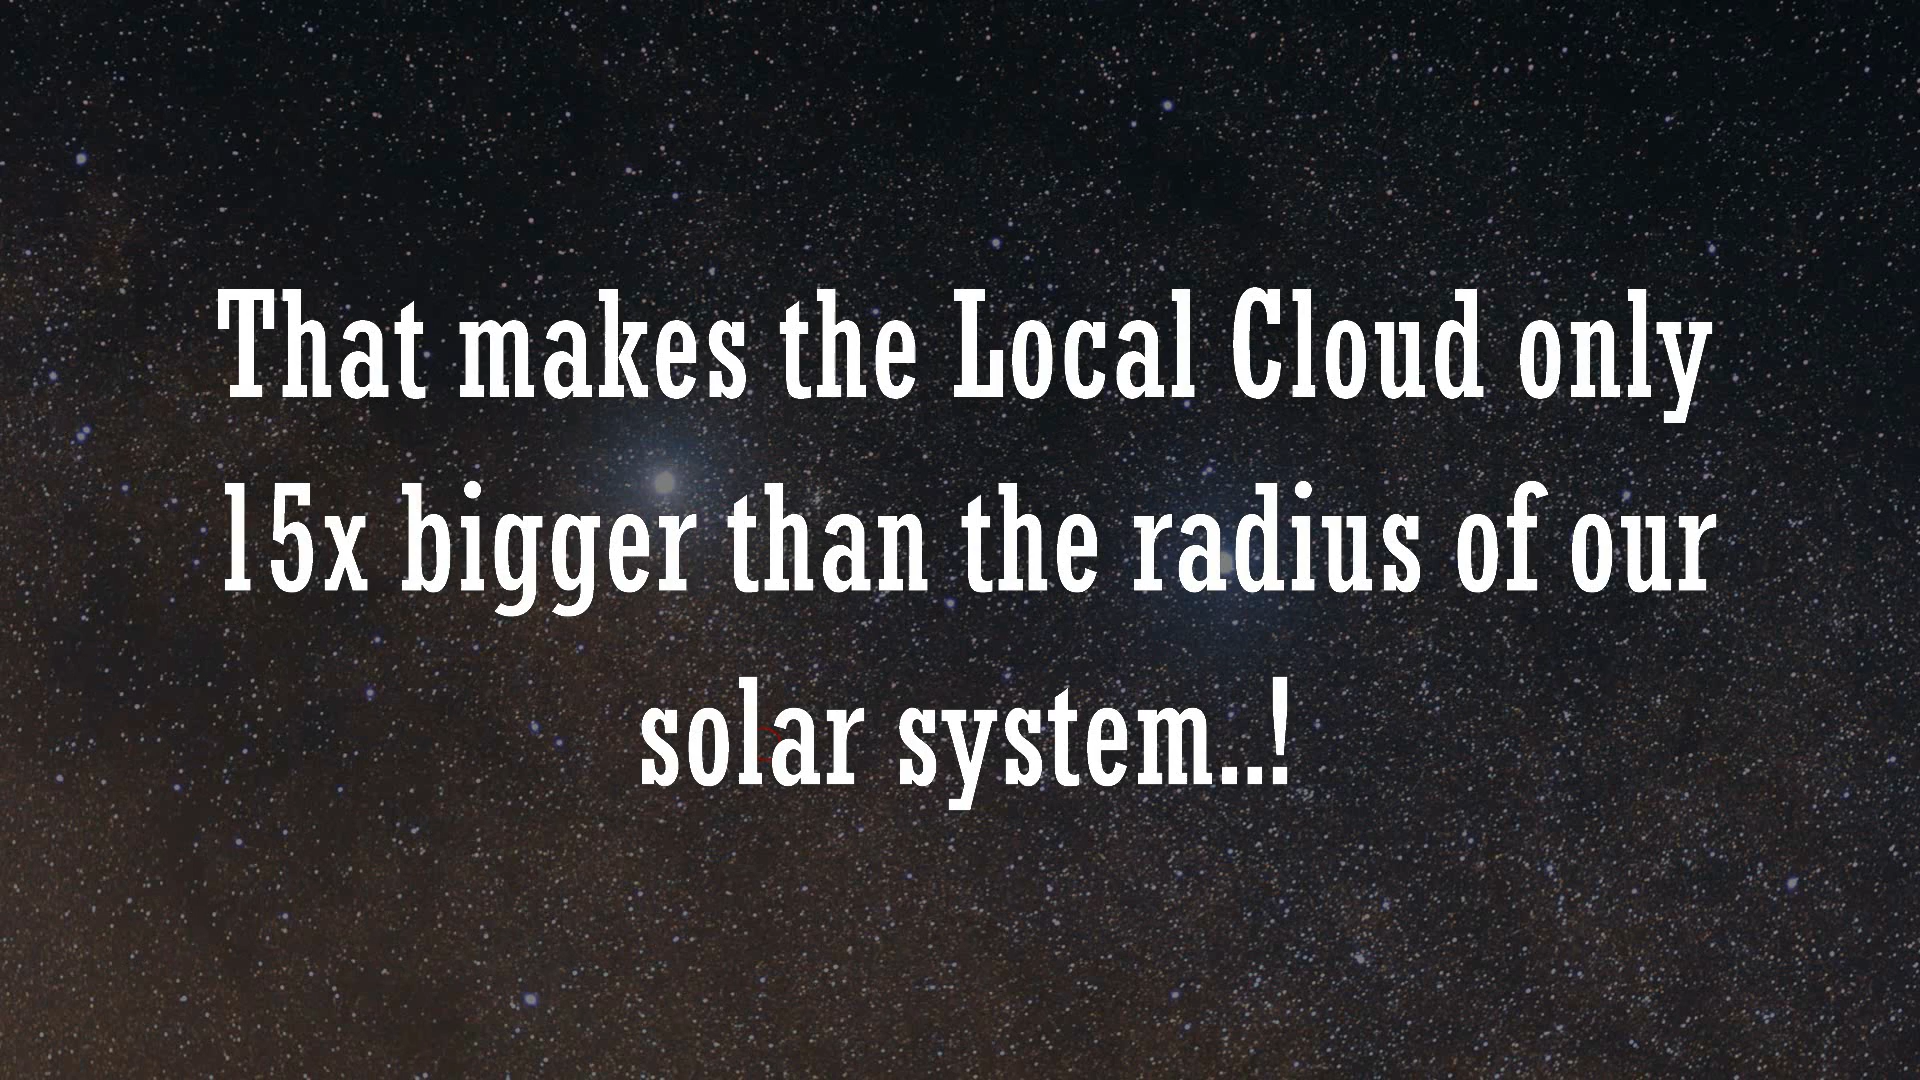 That makes the Local Cloud only
15x bigger than the radius of our
solar system..!